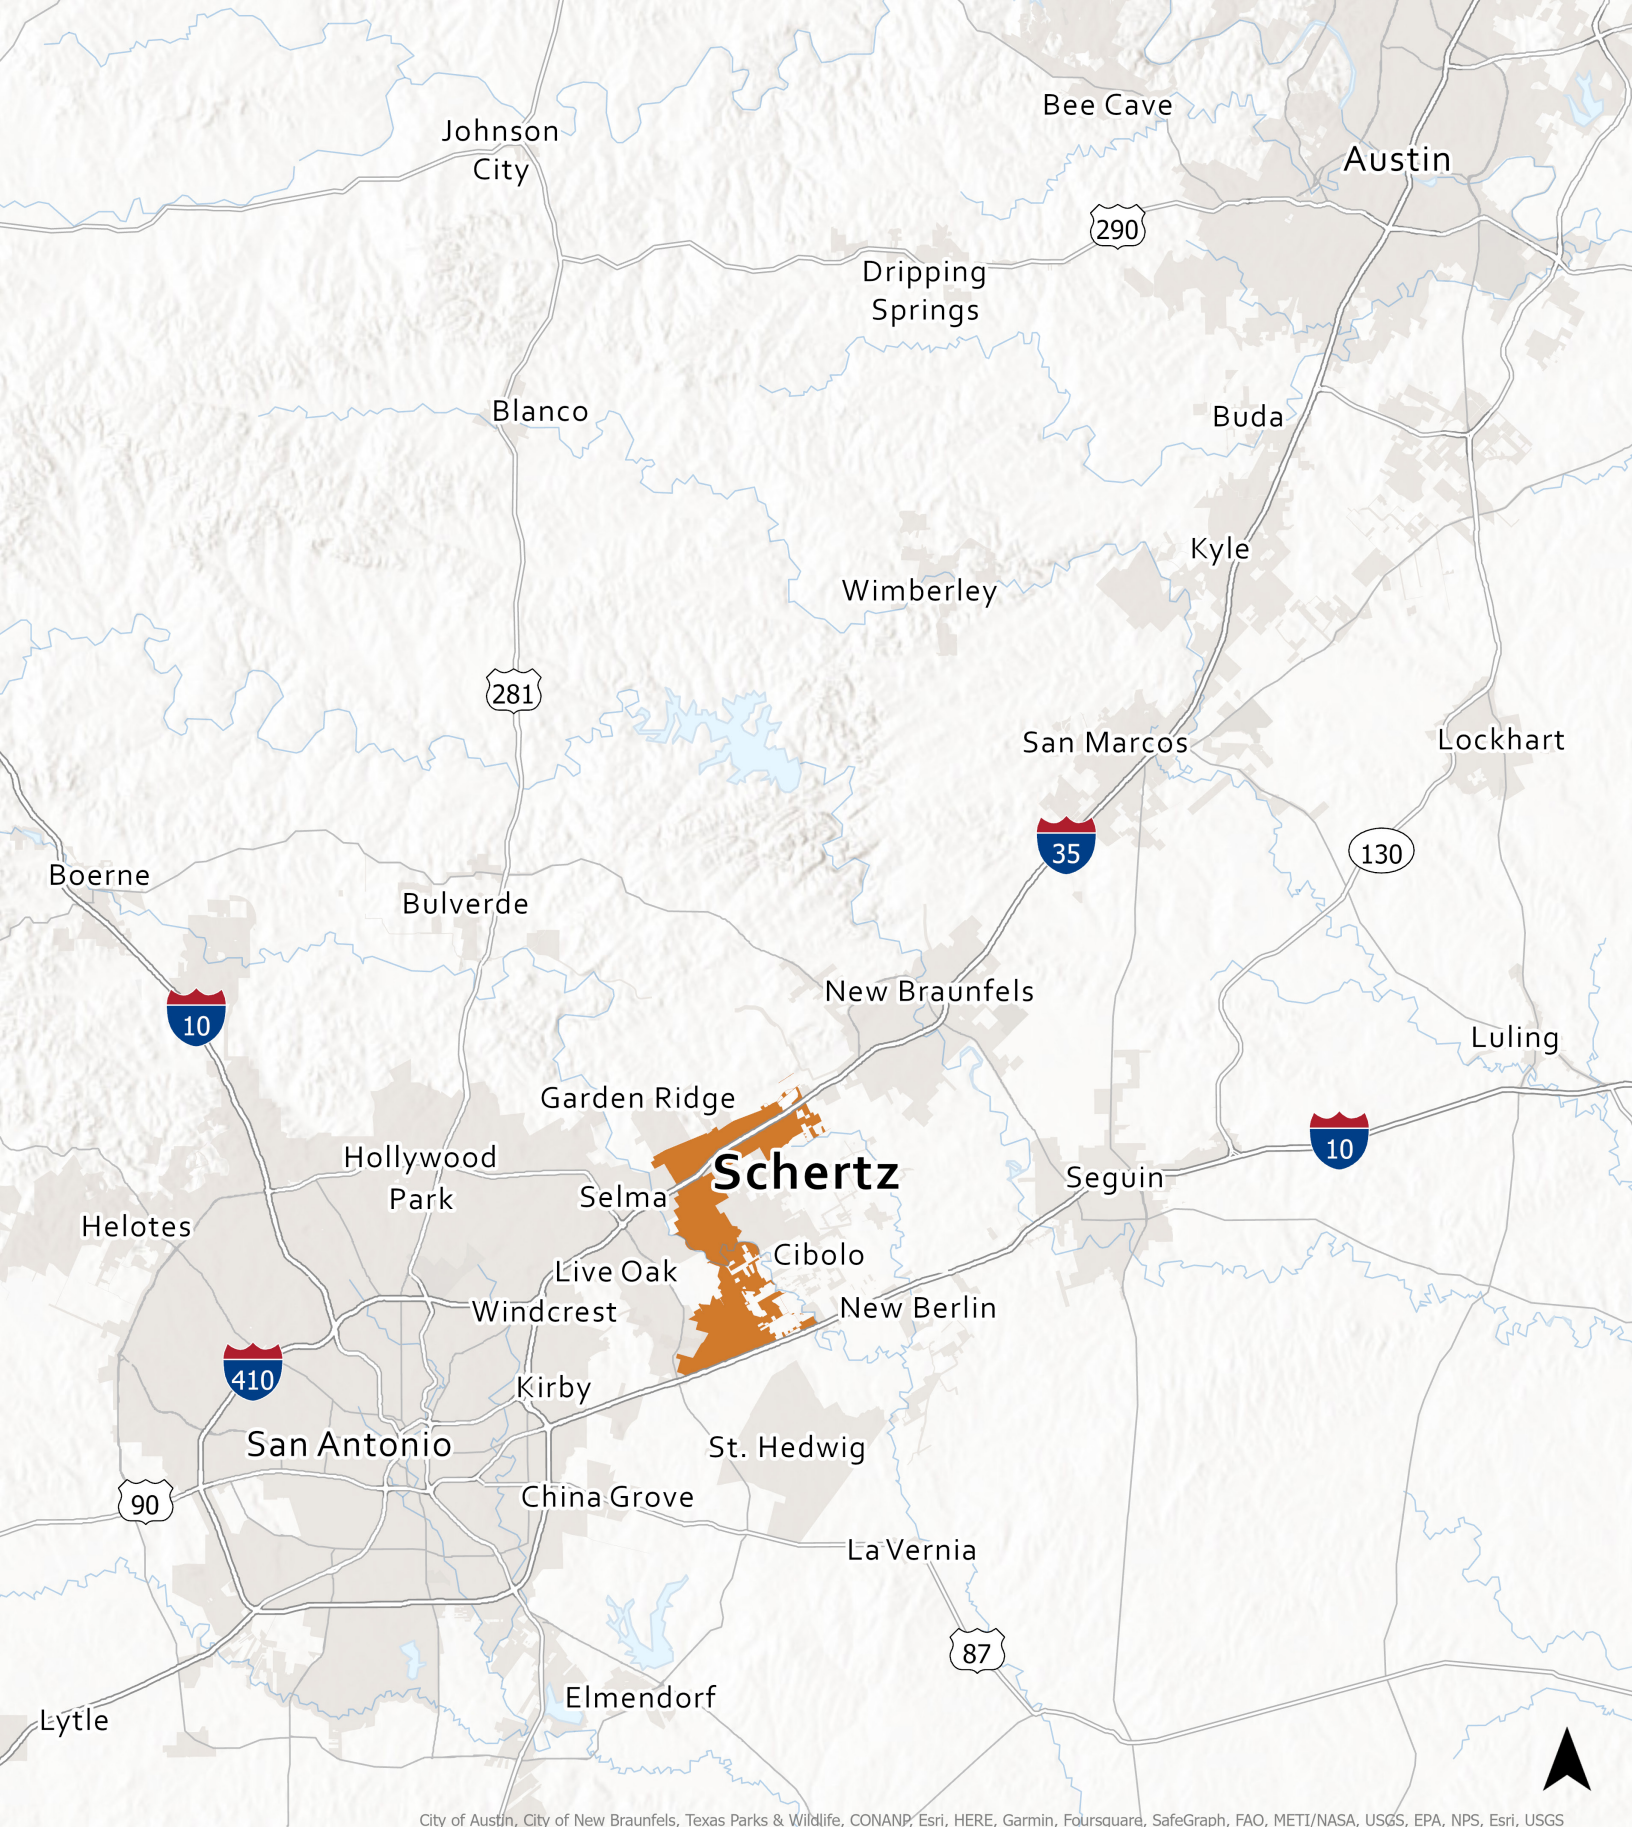 Bee Cave
Johnson
City
Austin
290
Dripping
Springs
Blanco
Buda
Kyle
Wimberley
281
San Marcos
Lockhart
35
130
Boerne
Bulverde
New Braunfels
10
Luling
Garden Ridge
10
Hollywood
Park
Schertz
Seguin
Selma
Helotes
Cibolo
Live Oak
Windcrest
New Berlin
410
Kirby
San Antonio
St. Hedwig
90
China Grove
La Vernia
87
Elmendorf
Lytle
City of Austin, City of New Braunfels, Texas Parks & Wildlife, CONANP, Esri, HERE, Garmin, Foursquare, SafeGraph, FAO, METI/NASA, USGS, EPA, NPS, Esri, USGS